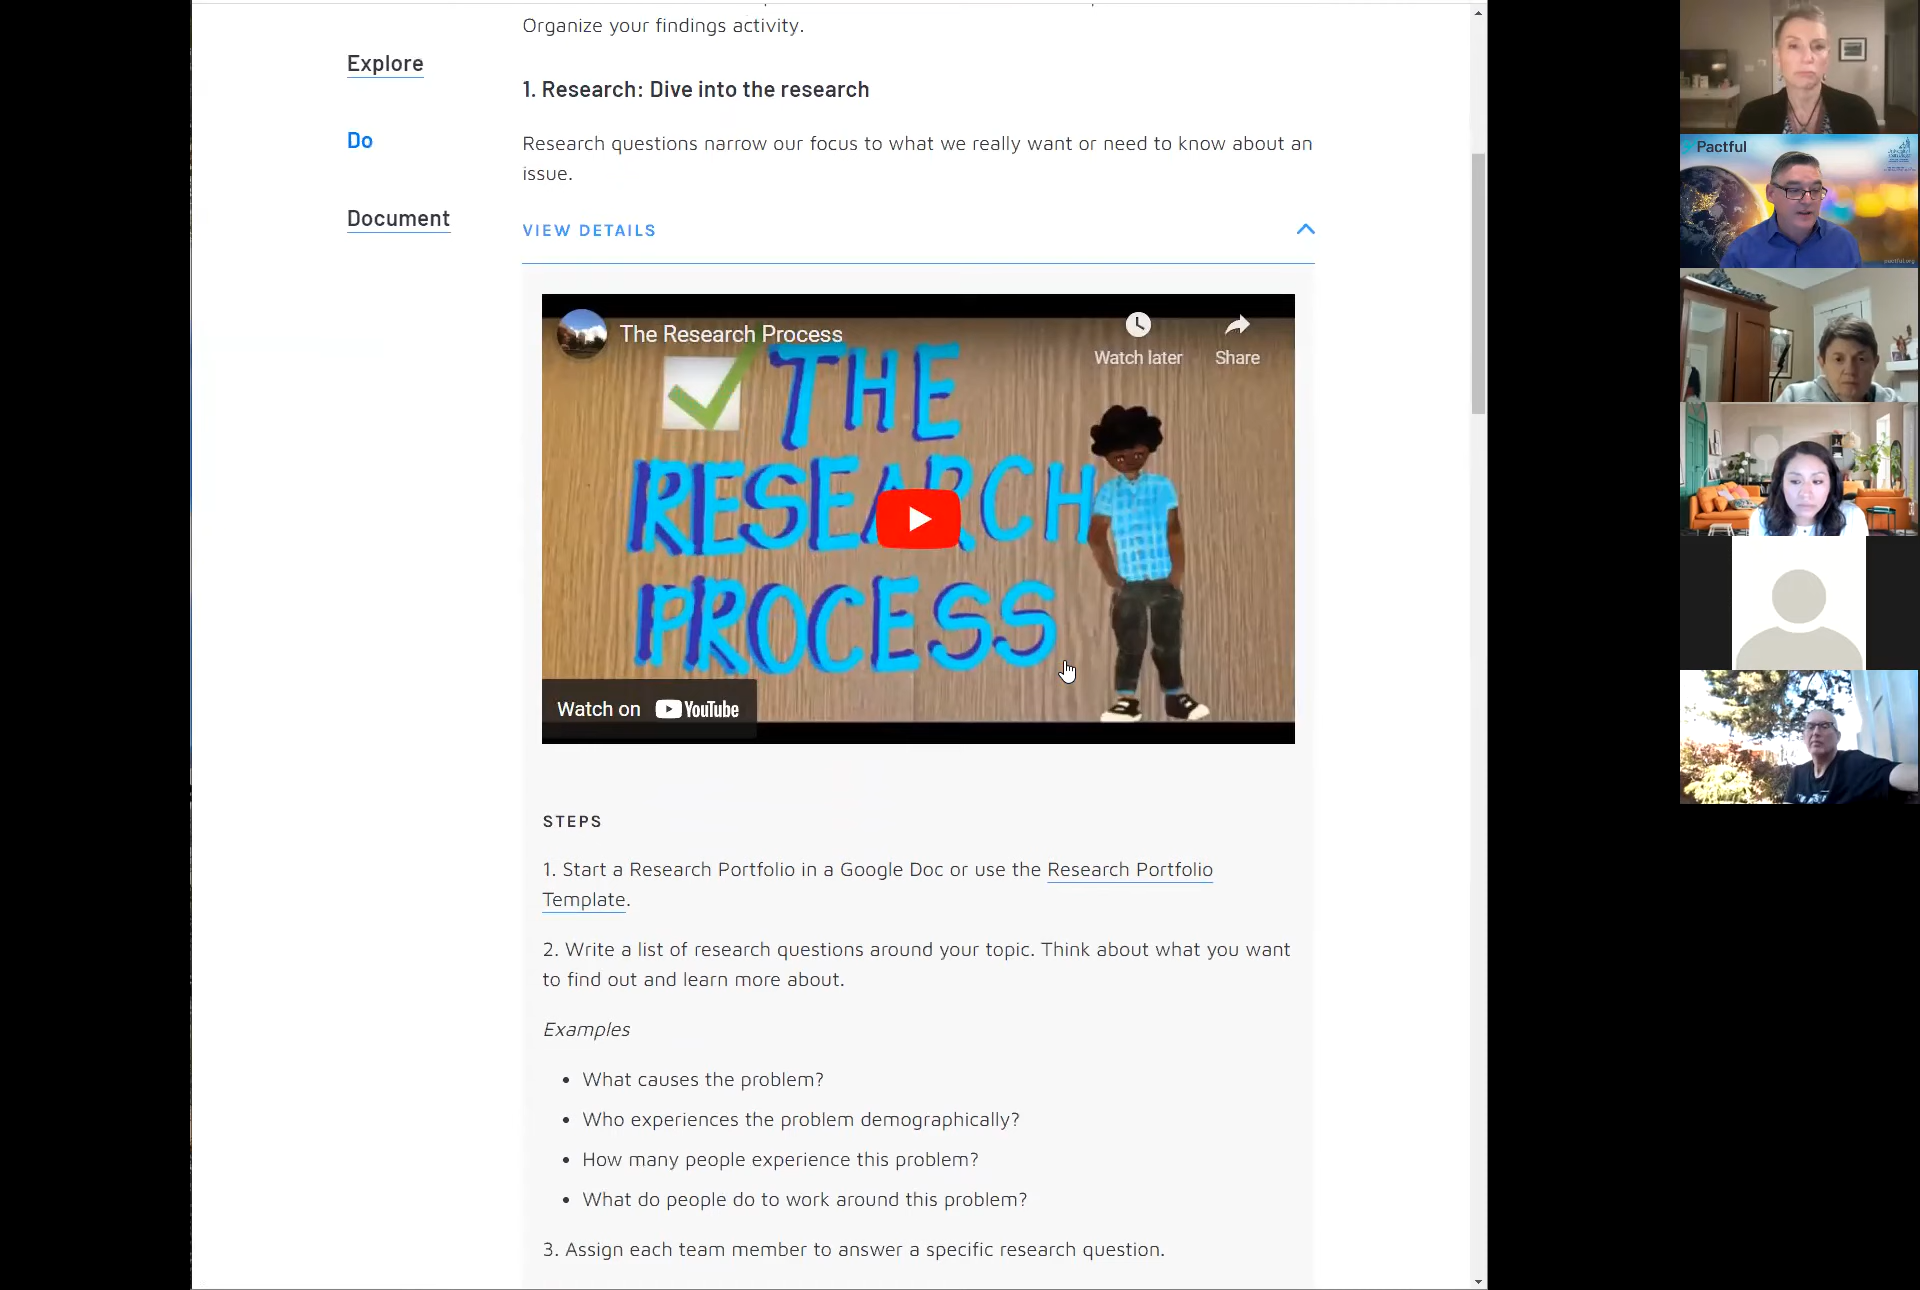 Organize your findings activity.
Explore
1. Research: Dive into the research
Do
Research questions narrow our focus to what we really want or need to know about an
issue.
Document
VIEW DETAILS
The Research Process
Watch later
Share
THE
RESEARCH
PROCESS
Watch on YouTube
STEPS
1. Start a Research Portfolio in a Google Doc or use the Research Portfolio
Template.
2. Write a list of research questions around your topic. Think about what you want
to find out and learn more about.
Examples
• What causes the problem?
• Who experiences the problem demographically?
• How many people experience this problem?
• What do people do to work around this problem?
3. Assign each team member to answer a specific research question.
Pactful
pactful.org